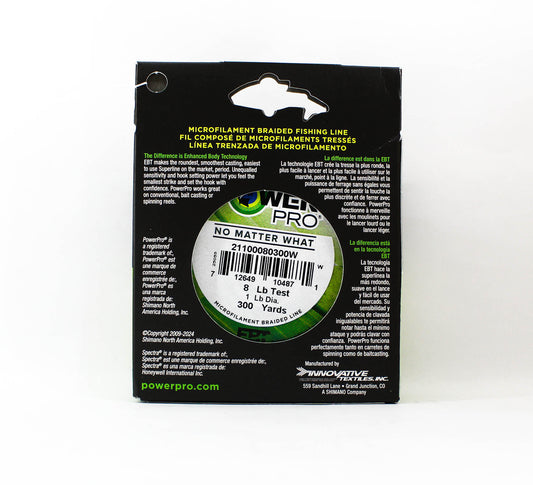 MICROFILAMENT BRAIDED FISHING LINE
FIL COMPOSÉ DE MICROFILAMENTS TRESSÉS
LÍNEA TRENZADA DE MICROFILAMENTO
The Difference is Enhanced Body Technology
EBT makes the roundest, smoothest casting, easiest
to use Superline on the market, period. Unequalled
sensitivity and hook setting power let you feel the
smallest strike and set the hook with
confidence. PowerPro works great
on conventional, bait casting or
spinning reels.
La différence est dans la EBT
La technologie EBT crée la tresse la plus ronde, la
plus facile à lancer et la plus facile à utiliser sur le
marché, point à la ligne. La sensibilité et la
puissance de ferrage sans égales vous
permettent de sentir la touche la
plus discrète et de ferrer
avec confiance. PowerPro
fonctionne à merveille
avec les moulinets pour
le lancer lourd ou le
lancer léger.
PowerPro® is
a registered
trademark of:,
PowerPro® est
une marque de
commerce
enregistrée de:,
PowerPro® es
una marca
registrada de:
Shimano North
America Holding, Inc.
POWER
PRO®
NO MATTER WHAT
21100080300W
7 12649 10487 1
W
8 Lb Test
1 Lb Dia.
300 Yards
MICROFILAMENT BRAIDED LINE
La diferencia está
en la tecnología
EBT
La tecnología
EBT hace la
superlínea la
más redondo,
suave en el lance
y fácil de usar
del mercado. Su
sensibilidad y
potencia de clavada
inigualables te permitirá
notar hasta el mínimo
ataque y podrás clavar con
confianza. PowerPro funciona
perfectamente tanto en carretes de
spinning como de baitcasting.
©Copyright 2009-2024
Shimano North America Holding, Inc.
Spectra® is a registered trademark of:,
Spectra® est une marque de commerce enregistrée de:,
Spectra® es una marca registrada de:
Honeywell International Inc.
powerpro.com
Manufactured by
INNOVATIVE
TEXTILES, INC.
559 Sandhill Lane • Grand Junction, CO
A SHIMANO Company